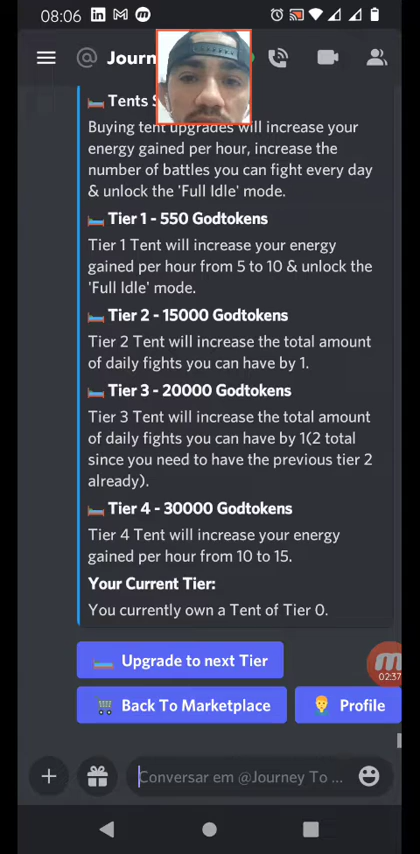 08:06
@ Journ
Tents S
Buying tent upgrades will increase your
energy gained per hour, increase the
number of battles you can fight every day
& unlock the 'Full Idle' mode.
Tier 1 - 550 Godtokens
Tier 1 Tent will increase your energy
gained per hour from 5 to 10 & unlock the
'Full Idle' mode.
Tier 2 - 15000 Godtokens
Tier 2 Tent will increase the total amount
of daily fights you can have by 1.
Tier 3 - 20000 Godtokens
Tier 3 Tent will increase the total amount
of daily fights you can have by 1(2 total
since you need to have the previous tier 2
already).
Tier 4 - 30000 Godtokens
Tier 4 Tent will increase your energy
gained per hour from 10 to 15.
Your Current Tier:
You currently own a Tent of Tier 0.
Upgrade to next Tier
02:37
Back To Marketplace
Profile
Conversar em @Journey To ...